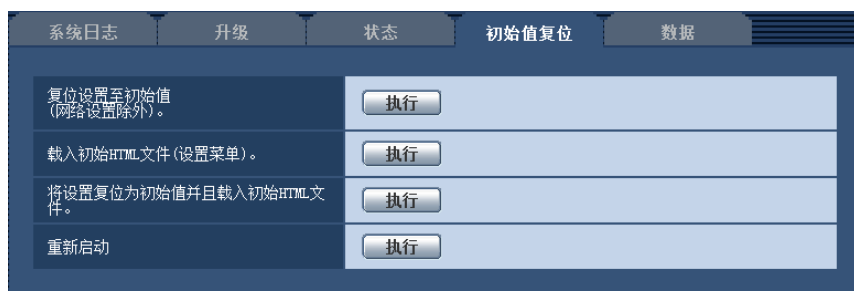 系统日志 升级 状态 初始值复位 数据
复位设置至初始值
(网络设置除外)。
执行
载入初始HTML文件(设置菜单)。
执行
将设置复位为初始值并且载入初始HTML文
件。
执行
重新启动
执行